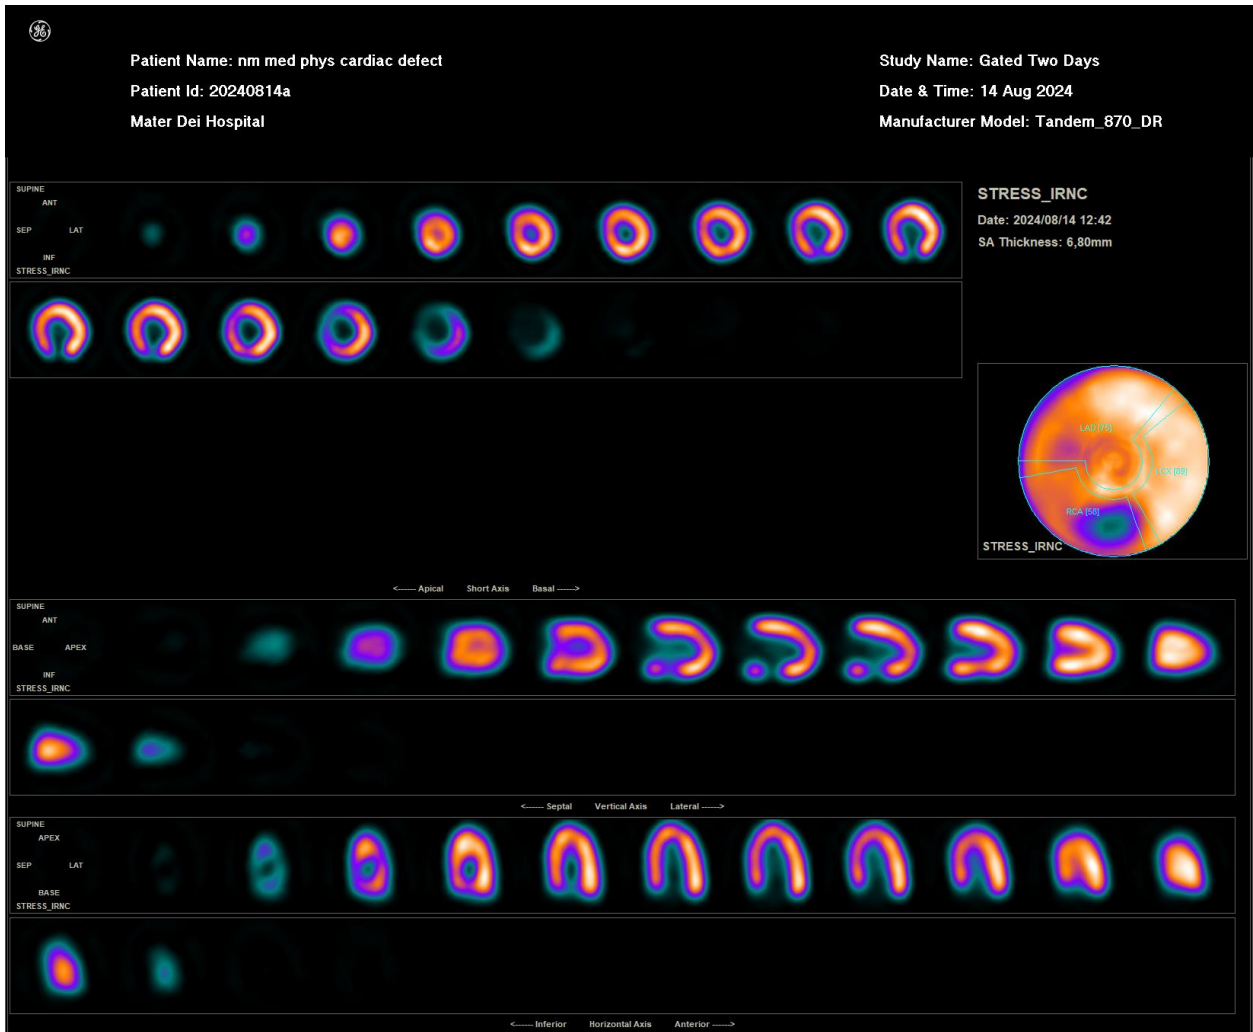 Patient Name: nm med phys cardiac defect
Patient Id: 20240814a
Mater Dei Hospital
Study Name: Gated Two Days
Date & Time: 14 Aug 2024
Manufacturer Model: Tandem_870_DR
SUPINE
ANT
SEP LAT
INF
STRESS_IRNC
STRESS_IRNC
Date: 2024/08/14 12:42
SA Thickness: 6,80mm
LAD [75]
LCX [89]
RCA [58]
STRESS_IRNC
<------ Apical Short Axis Basal ------>
SUPINE
ANT
BASE APEX
INF
STRESS_IRNC
<------ Septal Vertical Axis Lateral ------>
SUPINE
APEX
SEP LAT
BASE
STRESS_IRNC
<------ Inferior Horizontal Axis Anterior ------>